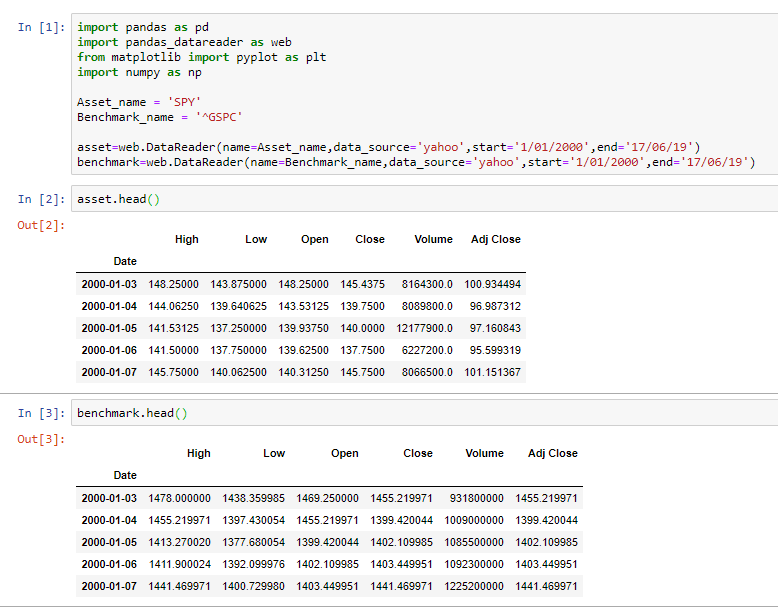 In [1]: import pandas as pd
import pandas_datareader as web
from matplotlib import pyplot as plt
import numpy as np
Asset_name = 'SPY'
Benchmark_name = '^GSPC'
asset=web.DataReader(name=Asset_name,data_source='yahoo',start='1/01/2000',end='17/06/19')
benchmark=web.DataReader(name=Benchmark_name,data_source='yahoo',start='1/01/2000',end='17/06/19')
In [2]: asset.head()
Out[2]:
High Low Open Close Volume Adj Close
Date
2000-01-03 148.25000 143.875000 148.25000 145.4375 8164300.0 100.934494
2000-01-04 144.06250 139.640625 143.53125 139.7500 8089800.0 96.987312
2000-01-05 141.53125 137.250000 139.93750 140.0000 12177900.0 97.160843
2000-01-06 141.50000 137.750000 139.62500 137.7500 6227200.0 95.599319
2000-01-07 145.75000 140.062500 140.31250 145.7500 8066500.0 101.151367
In [3]: benchmark.head()
Out[3]:
High Low Open Close Volume Adj Close
Date
2000-01-03 1478.000000 1438.359985 1469.250000 1455.219971 931800000 1455.219971
2000-01-04 1455.219971 1397.430054 1455.219971 1399.420044 1009000000 1399.420044
2000-01-05 1413.270020 1377.680054 1399.420044 1402.109985 1085500000 1402.109985
2000-01-06 1411.900024 1392.099976 1402.109985 1403.449951 1092300000 1403.449951
2000-01-07 1441.469971 1400.729980 1403.449951 1441.469971 1225200000 1441.469971